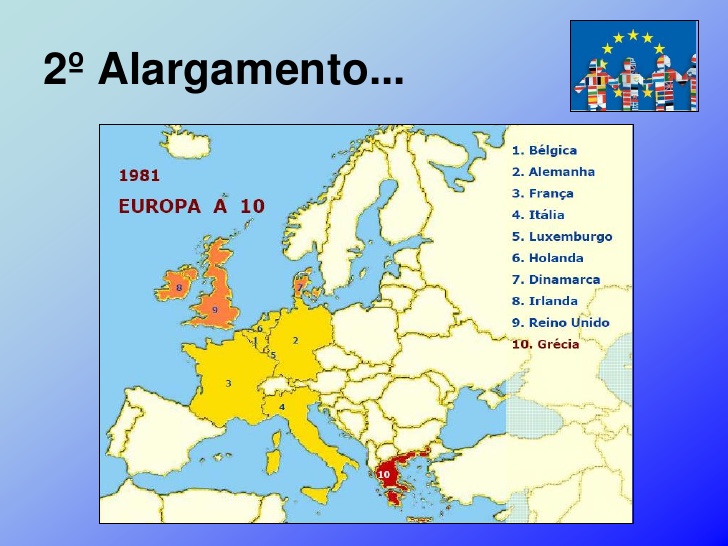 2º Alargamento...
1981
EUROPA A 10
1. Bélgica
2. Alemanha
3. França
4. Itália
5. Luxemburgo
6. Holanda
7. Dinamarca
8. Irlanda
9. Reino Unido
10. Grécia
8
9
7
6
1
2
5
3
4
10